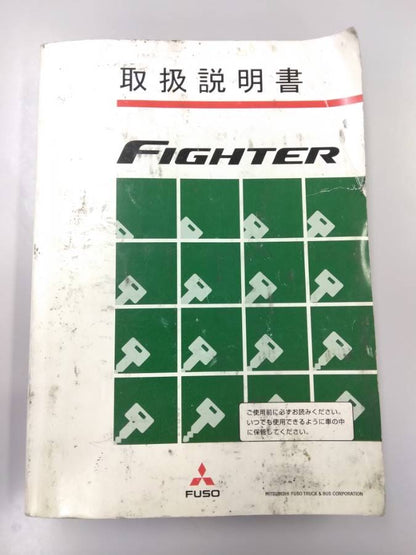 取扱説明書
FIGHTER
ご使用前に必ずお読みください。
いつでも使用できるように車の中
に保管してください。
FUSO
MITSUBISHI FUSO TRUCK & BUS CORPORATION